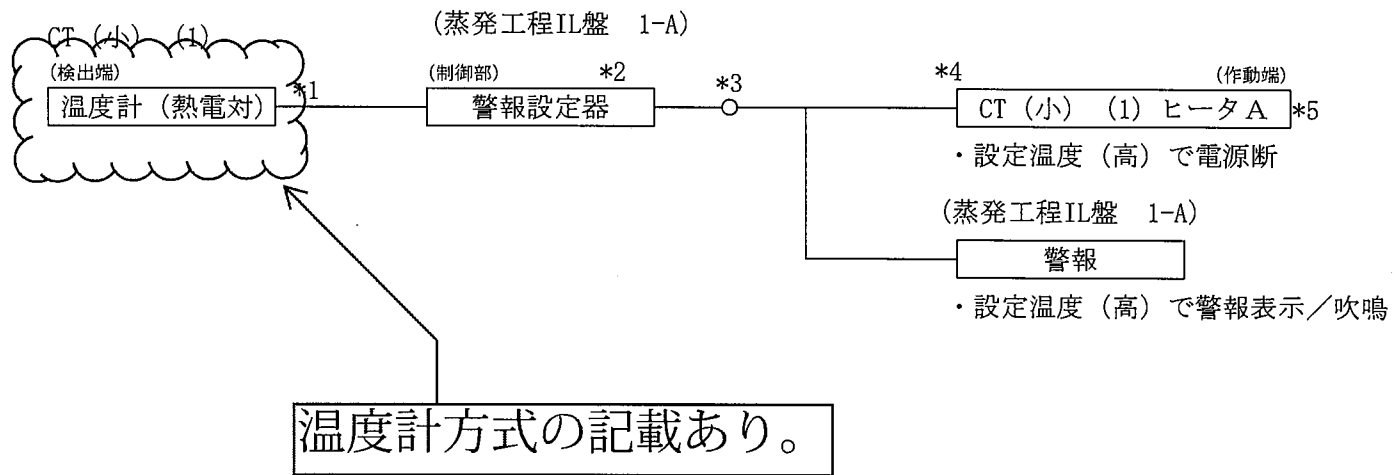 (蒸発工程IL盤 1-A)
CT (小) (1)
(検出端)
温度計 (熱電対)
*1
(制御部)
*2
警報設定器
*3
*4
(作動端)
CT (小) (1) ヒータA
*5
・設定温度 (高) で電源断
(蒸発工程IL盤 1-A)
警報
・設定温度 (高) で警報表示／吹鳴
温度計方式の記載あり。